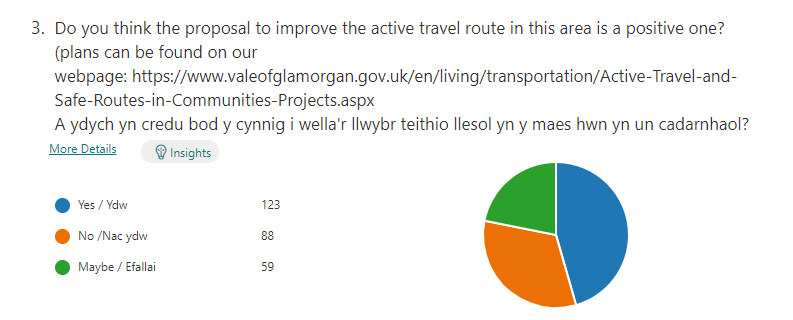 3. Do you think the proposal to improve the active travel route in this area is a positive one?
(plans can be found on our
webpage: https://www.valeofglamorgan.gov.uk/en/living/transportation/Active-Travel-and-
Safe-Routes-in-Communities-Projects.aspx
A ydych yn credu bod y cynnig i wella'r llwybr teithio llesol yn y maes hwn yn un cadarnhaol?
More Details Insights
Yes / Ydw 123
No /Nac ydw 88
Maybe / Efallai 59